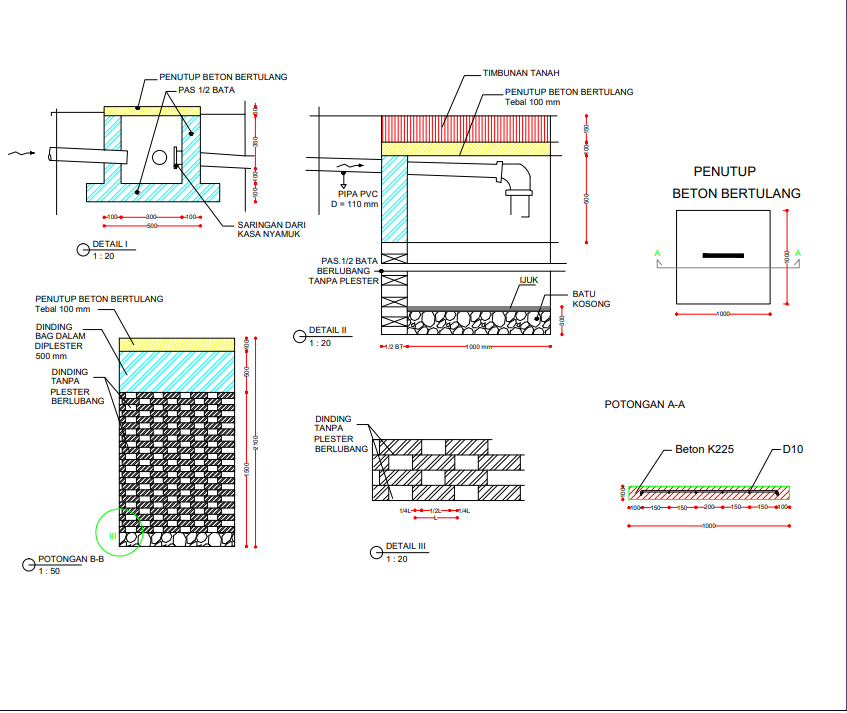 PENUTUP BETON BERTULANG
PAS 1/2 BATA
350
100
100
100
300
100
500
SARINGAN DARI
KASA NYAMUK
DETAIL I
1 : 20
TIMBUNAN TANAH
PENUTUP BETON BERTULANG
Tebal 100 mm
100
PIPA PVC
D = 110 mm
PAS.1/2 BATA
BERLUBANG
TANPA PLESTER
IJUK
BATU
KOSONG
300
DETAIL II
1 : 20
1/2 BT
1000 mm
PENUTUP
BETON BERTULANG
A
A
1000
1000
PENUTUP BETON BERTULANG
Tebal 100 mm
DINDING
BAG DALAM
DIPLESTER
500 mm
DINDING
TANPA
PLESTER
BERLUBANG
100
500
1500
2100
III
POTONGAN B-B
1 : 50
DINDING
TANPA
PLESTER
BERLUBANG
1/4L
1/2L
1/4L
L
DETAIL III
1 : 20
POTONGAN A-A
Beton K225
D10
100
100
150
150
200
150
150
100
1000